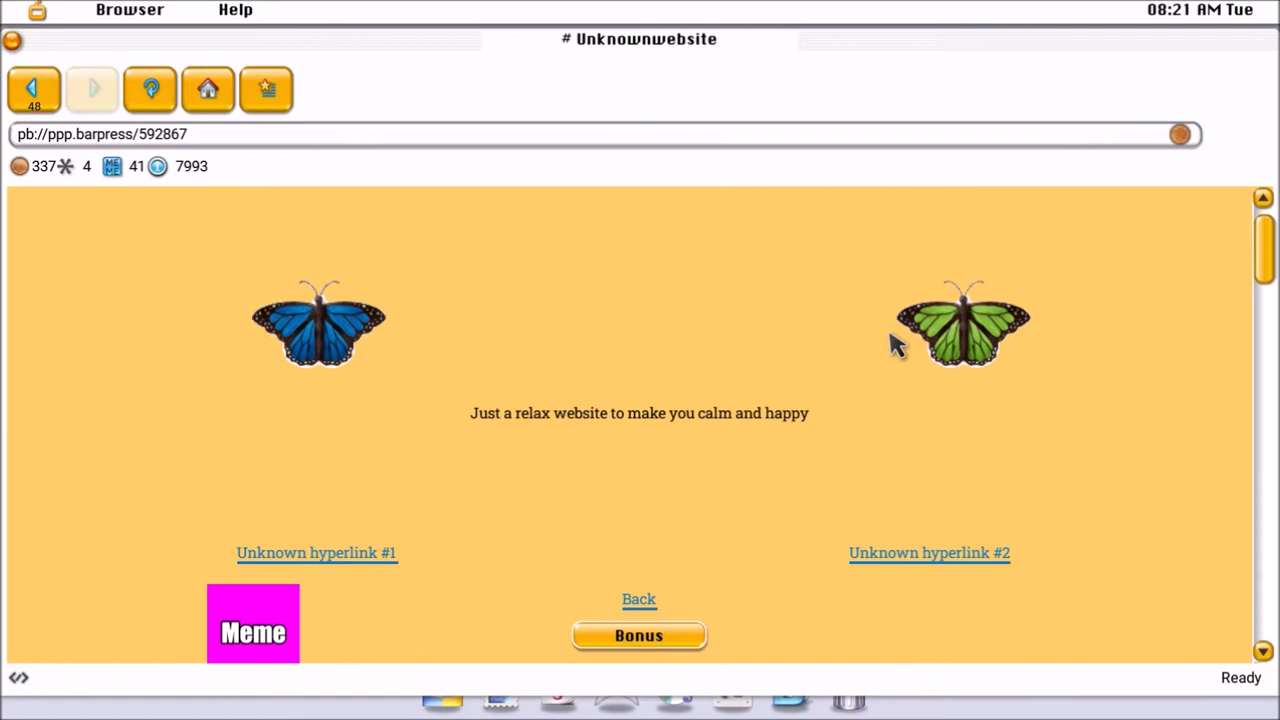 Browser Help 08:21 AM Tue
# Unknownwebsite
48
pb://ppp.barpress/592867
337 4 MEME 41 7993
Just a relax website to make you calm and happy
Unknown hyperlink #1 Unknown hyperlink #2
Back
Meme
Bonus
Ready